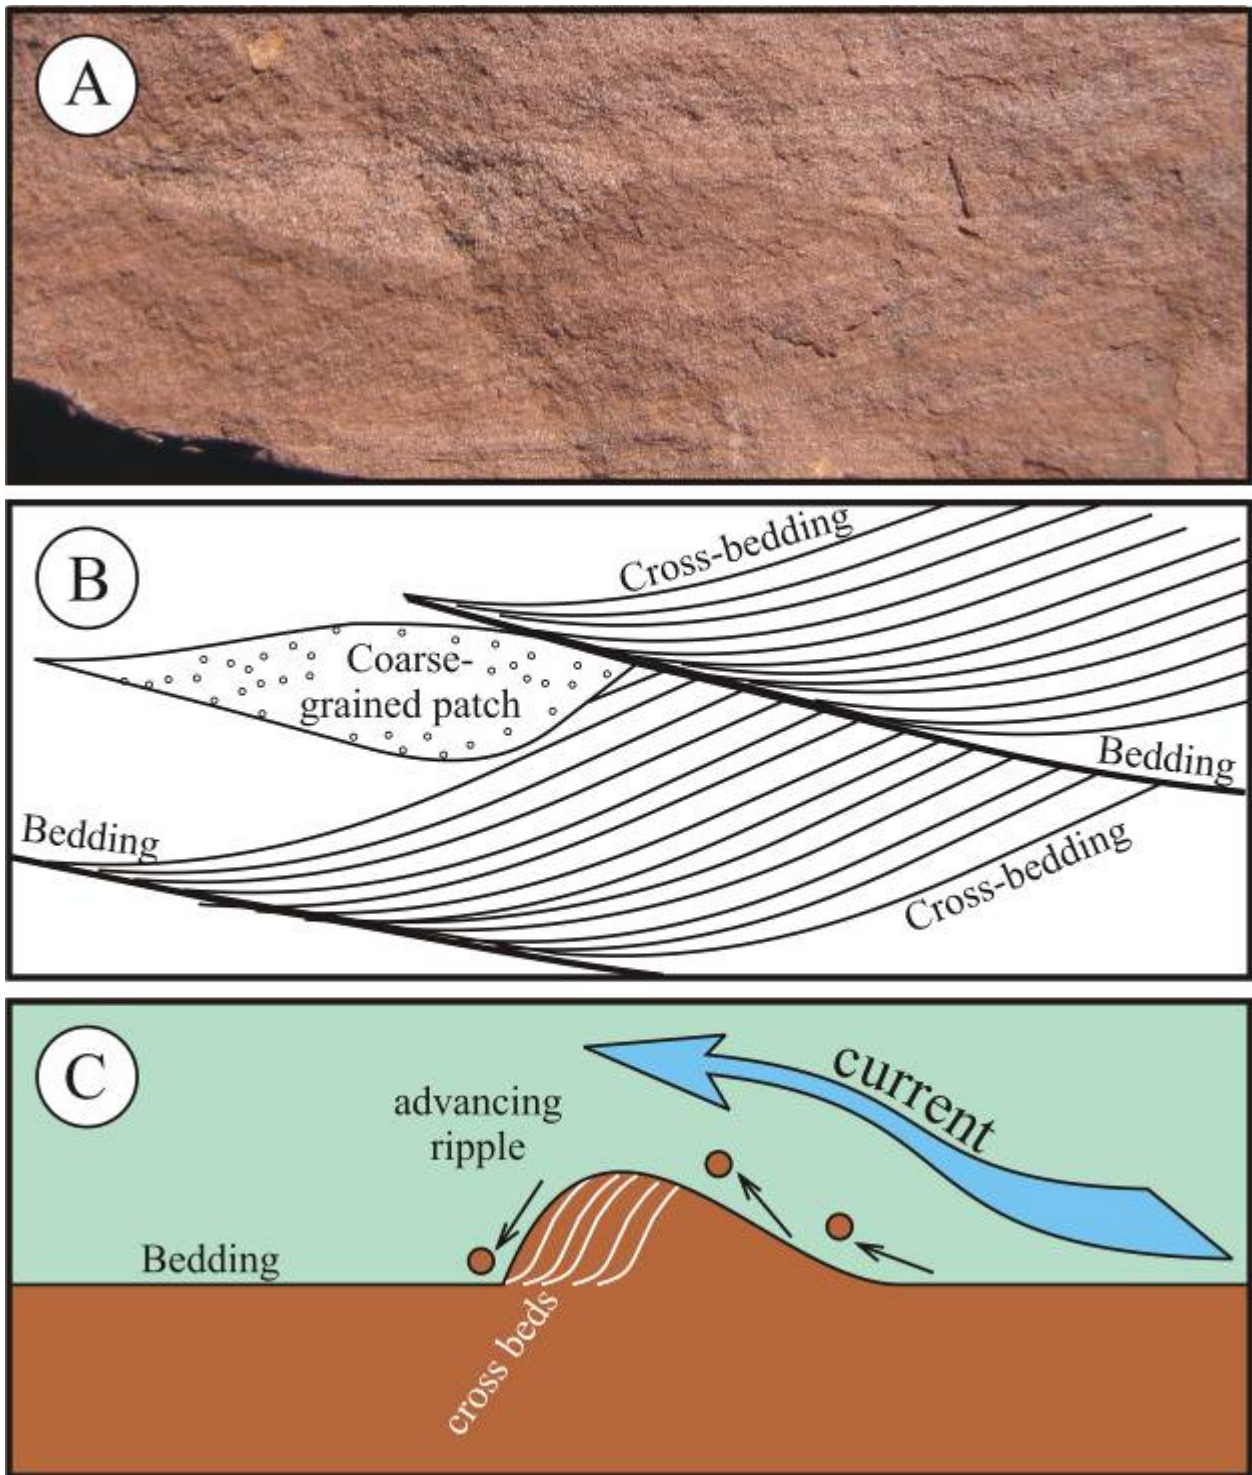 A
B
Cross-bedding
Coarse-
grained patch
Bedding
Bedding
Cross-bedding
C
current
advancing
ripple
Bedding
cross beds